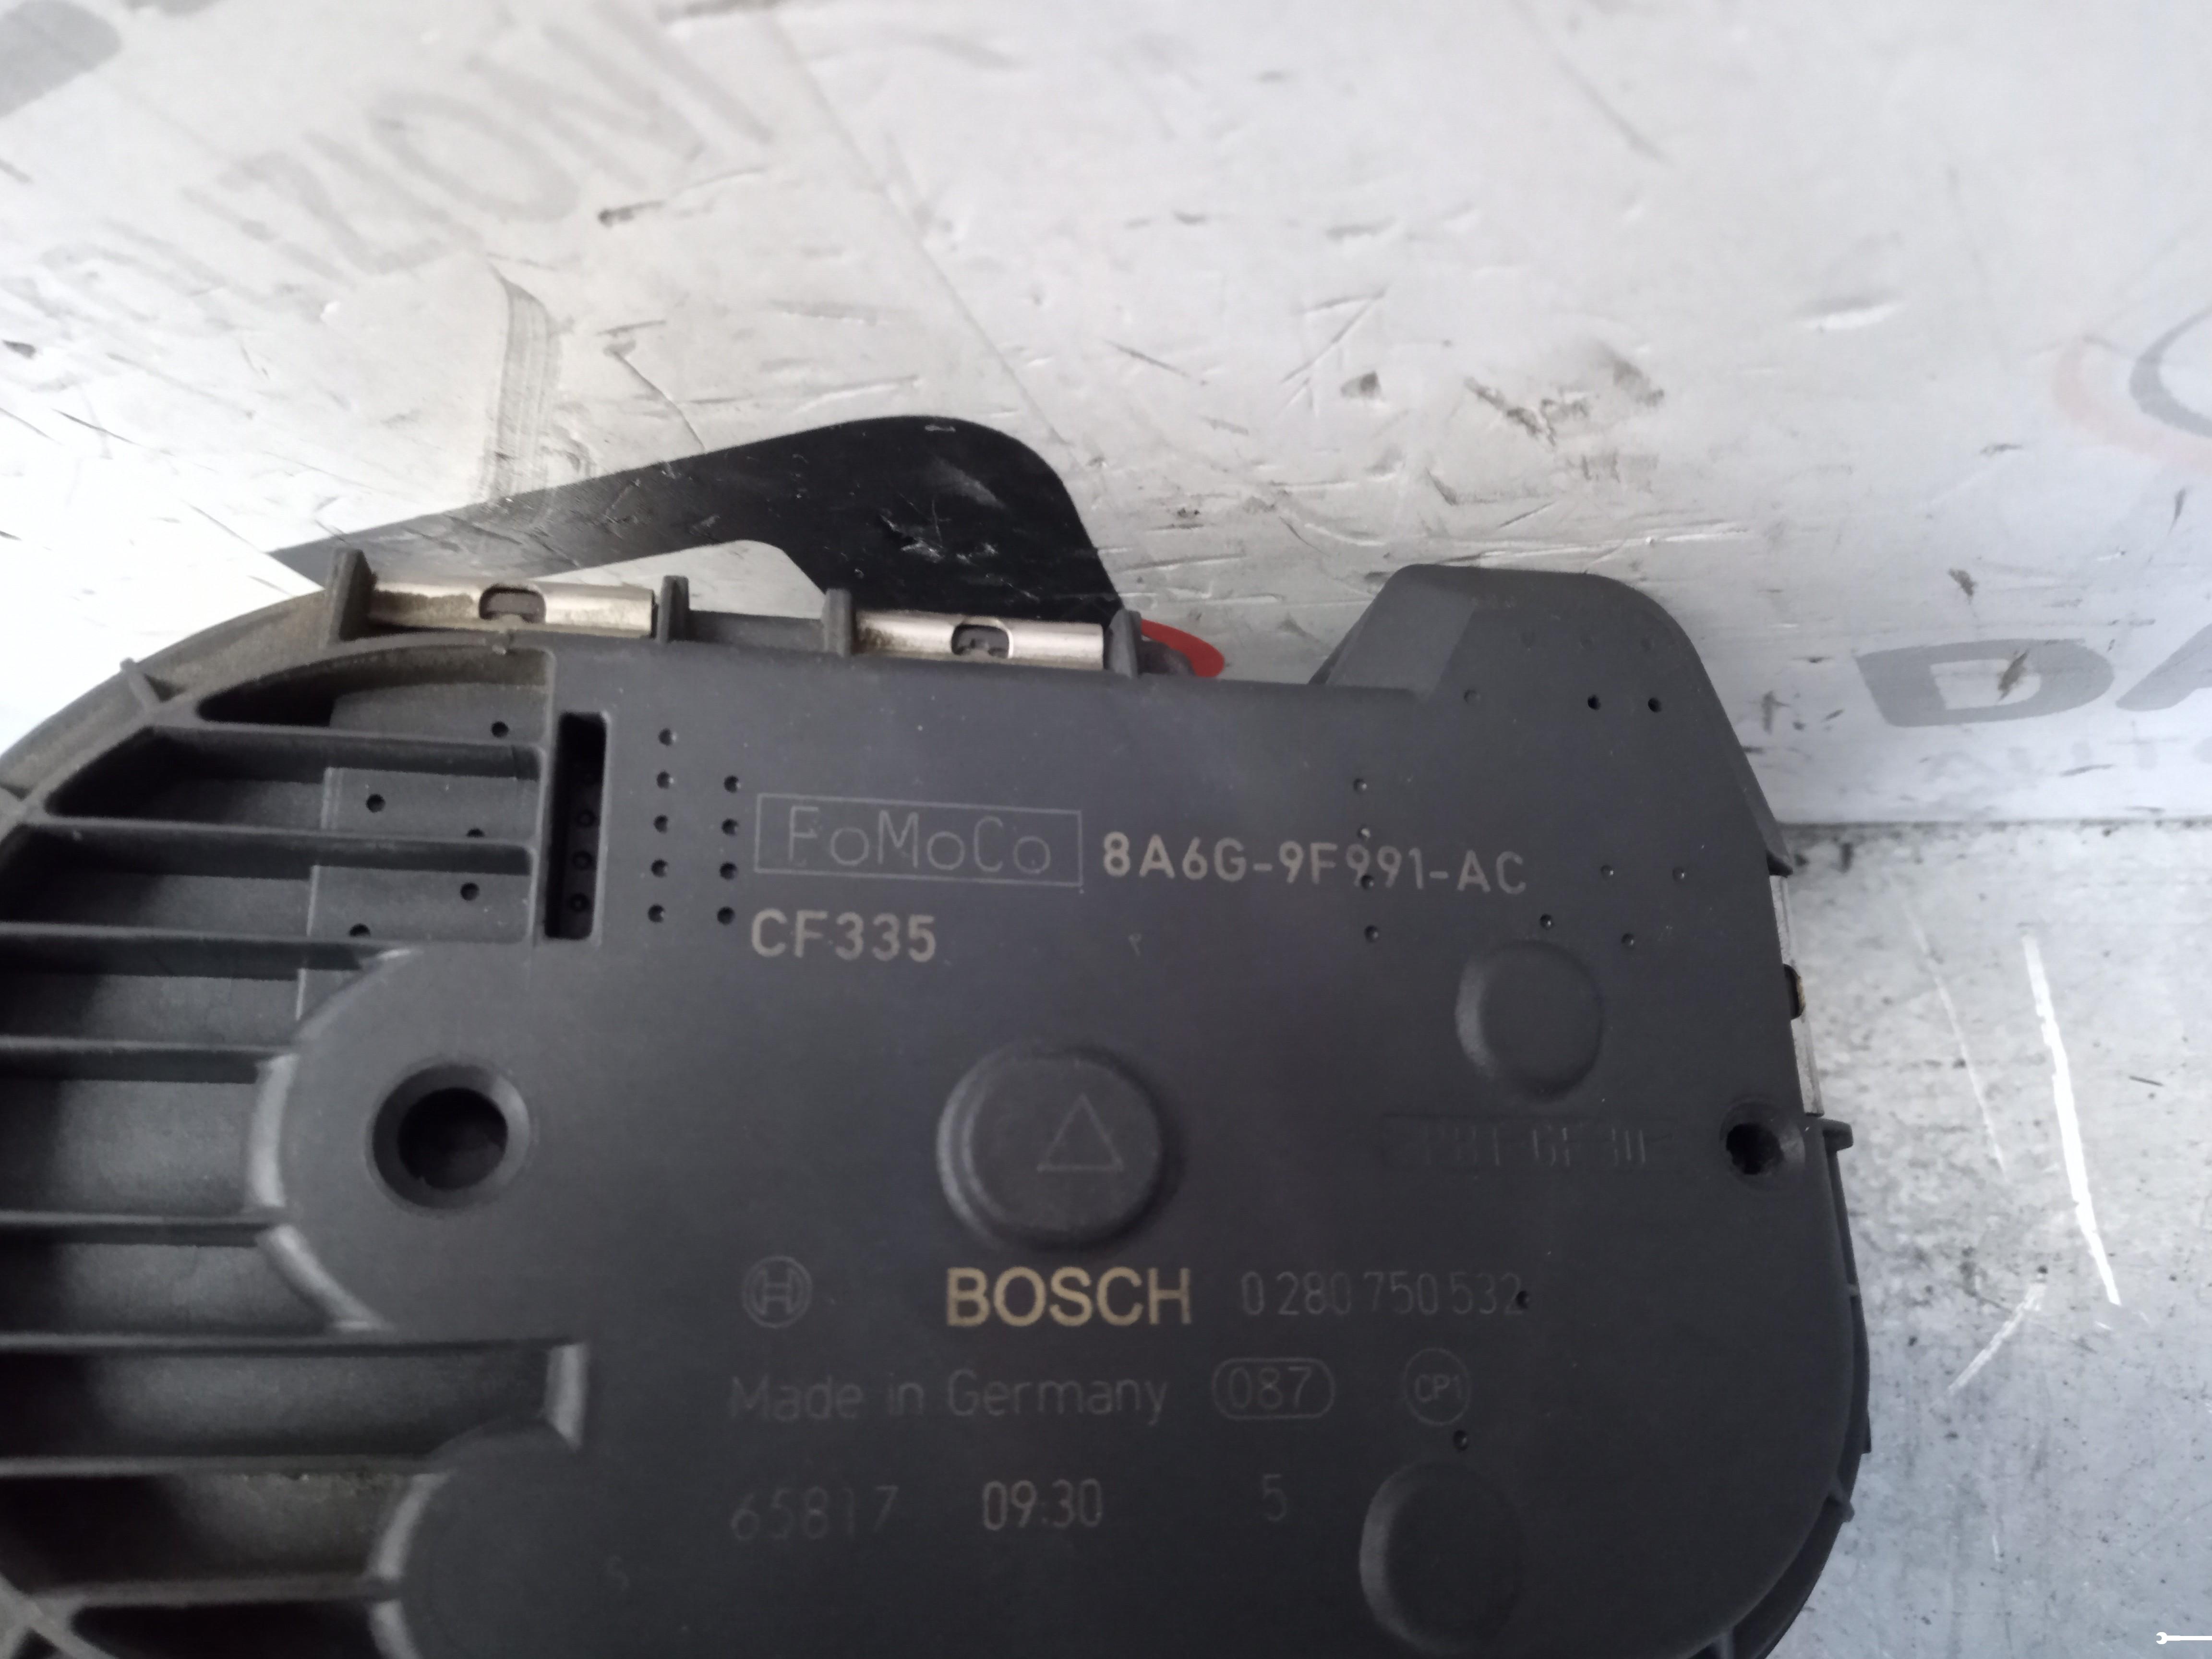 FoMoCo 8A6G-9F991-AC
CF335
BOSCH 0 280 750 532
Made in Germany 087 CP1
65817 09:30 5